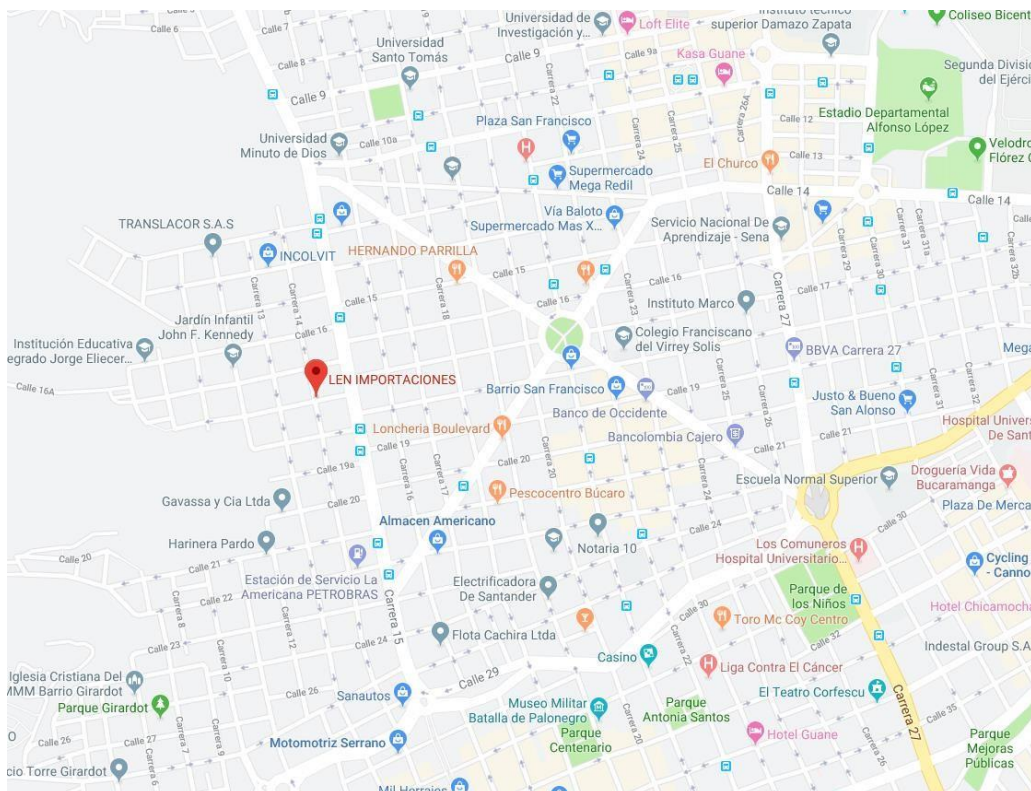 Calle 6
Calle 7
Universidad de
Investigación y...
Loft Elite
superior Damazo Zapata
Coliseo Bicent
Universidad
Santo Tomás
Calle 8
Calle 9
Calle 9
Calle 9a
Kasa Guane
Segunda Divisió
del Ejérci
Carrera 22
Carrera 26A
Estadio Departamental
Alfonso López
Plaza San Francisco
Calle 12
Universidad
Minuto de Dios
Calle 10a
Carrera 24
Carrera 25
Calle 13
El Churco
Velodro
Flórez
Supermercado
Mega Redil
Calle 14
Calle 14
TRANSLACOR S.A.S
Vía Baloto
Supermercado Mas X...
Servicio Nacional De
Aprendizaje - Sena
Carrera 29
Carrera 30
Carrera 31
Carrera 31a
Carrera 32b
INCOLVIT
HERNANDO PARRILLA
Calle 15
Calle 16
Calle 17
Carrera 13
Carrera 14
Calle 15
Carrera 18
Calle 16
Carrera 23
Instituto Marco
Carrera 27
Jardín Infantil
John F. Kennedy
Calle 16
Institución Educativa
egrado Jorge Eliecer...
Colegio Franciscano
del Virrey Solis
BBVA Carrera 27
Mega
Calle 16A
LEN IMPORTACIONES
Barrio San Francisco
Calle 19
Carrera 25
Carrera 26
Carrera 31
Justo & Bueno
San Alonso
Banco de Occidente
Loncheria Boulevard
Bancolombia Cajero
Calle 21
Calle 21
Hospital Univers
De Sant
Calle 19
Calle 19a
Carrera 16
Carrera 17
Calle 20
Carrera 20
Carrera 24
Escuela Normal Superior
Droguería Vida
Bucaramanga
Gavassa y Cia Ltda
Calle 20
Pescocentro Búcaro
Plaza De Merca
Almacen Americano
Calle 24
Calle 30
Harinera Pardo
Calle 21
Notaria 10
Los Comuneros
Hospital Universitario...
Cycling
- Canno
Calle 20
Estación de Servicio La
Americana PETROBRAS
Electrificadora
De Santander
Parque de
los Niños
Hotel Chicamocha
Calle 22
Carrera 8
Carrera 12
Carrera 15
Calle 30
Toro Mc Coy Centro
Calle 32
Calle 23
Calle 24
Flota Cachira Ltda
Indestal Group S.A
Casino
Carrera 22
Liga Contra El Cáncer
Iglesia Cristiana Del
MMM Barrio Girardot
Calle 29
El Teatro Corfescu
Parque Girardot
Calle 26
Sanautos
Museo Militar
Batalla de Palonegro
Parque
Antonia Santos
Carrera 27
Calle 35
Parque
Centenario
Carrera 20
Hotel Guane
Calle 26
Calle 27
Carrera 6
Carrera 9
Motomotriz Serrano
Carrera 26
Parque
Mejoras
Públicas
cio Torre Girardot
Mil Herrajes